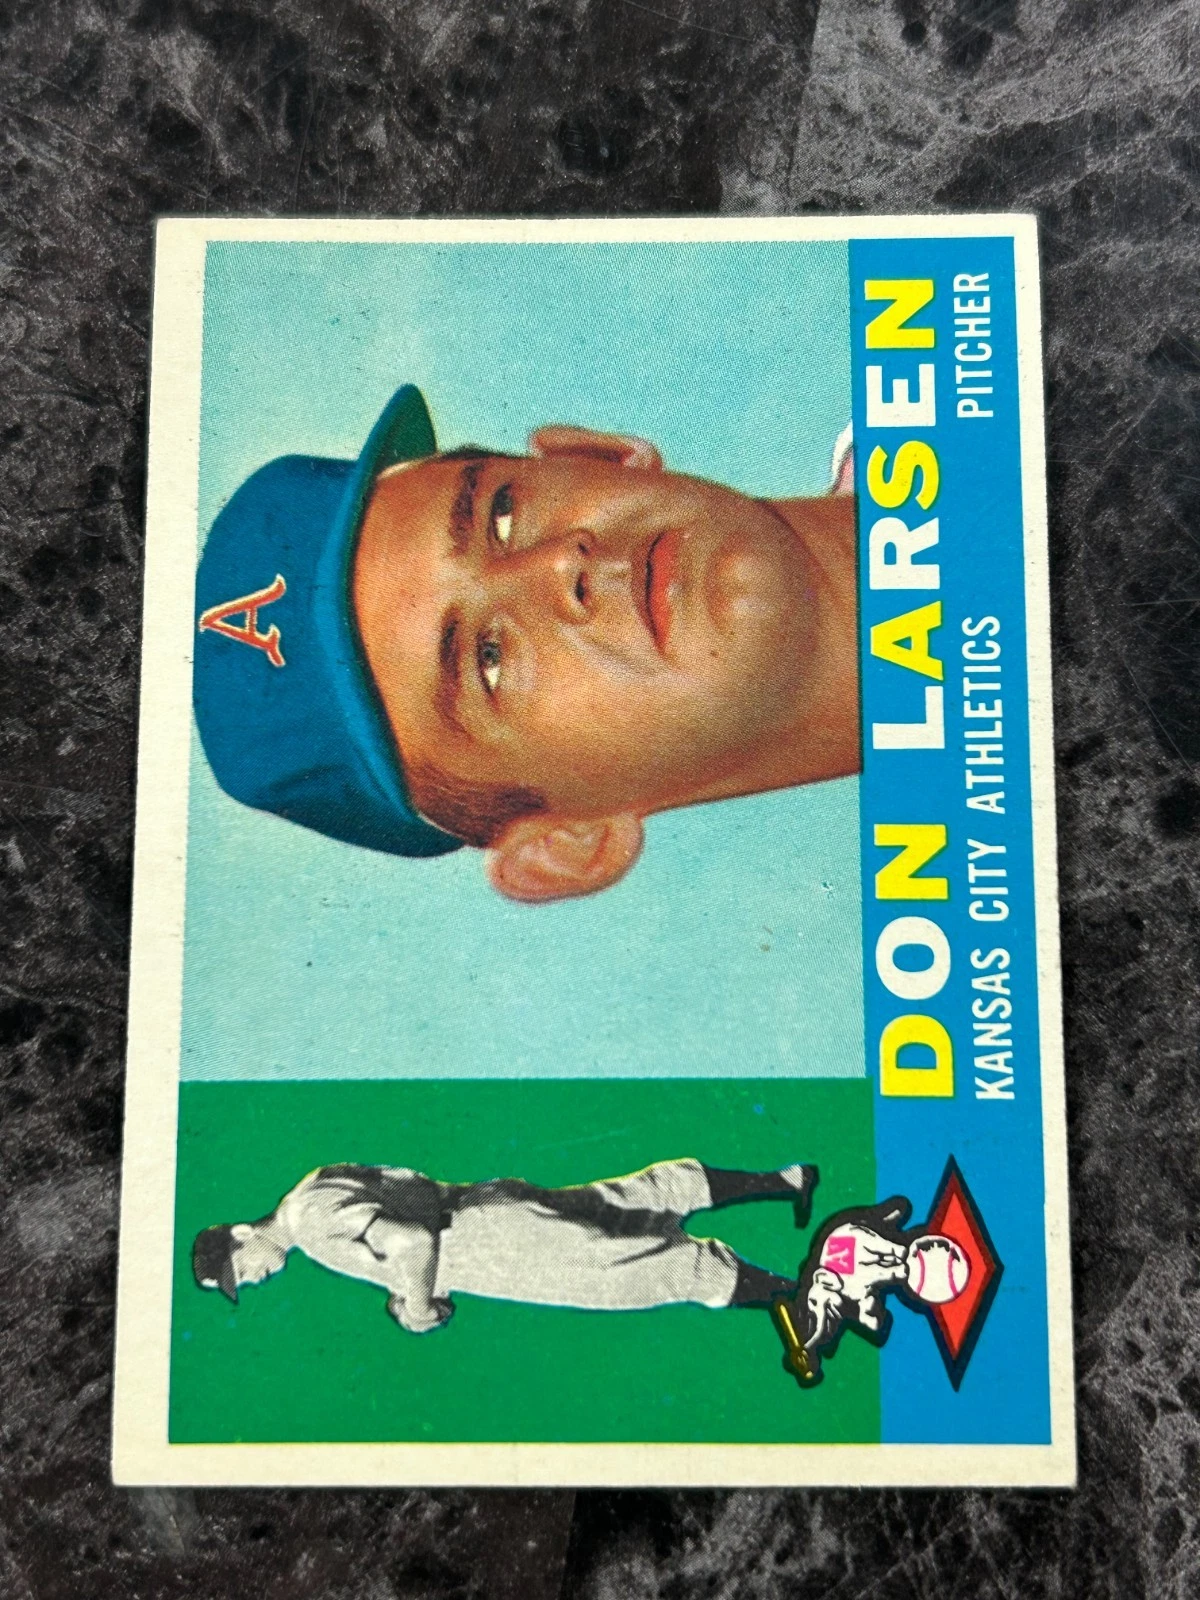 A
DON LARSEN
KANSAS CITY ATHLETICS PITCHER
A